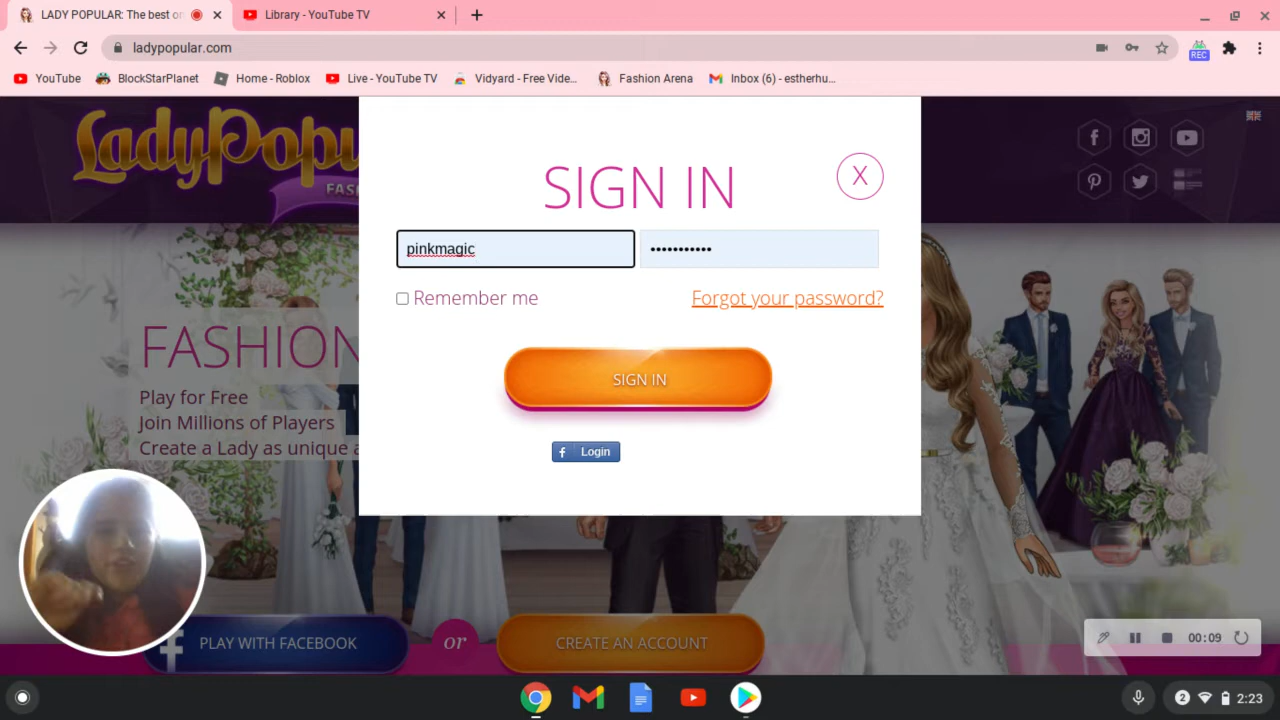 LADY POPULAR: The best on
Library - YouTube TV
ladypopular.com
REC
YouTube
BlockStarPlanet
Home - Roblox
Live - YouTube TV
Vidyard - Free Vide...
Fashion Arena
Inbox (6) - estherhu...
LadyPopu
FAS
SIGN IN
X
pinkmagic
•••••••••••
Remember me
Forgot your password?
SIGN IN
f Login
FASHION
Play for Free
Join Millions of Players
Create a Lady as unique a
PLAY WITH FACEBOOK
or
CREATE AN ACCOUNT
00:09
2
2:23